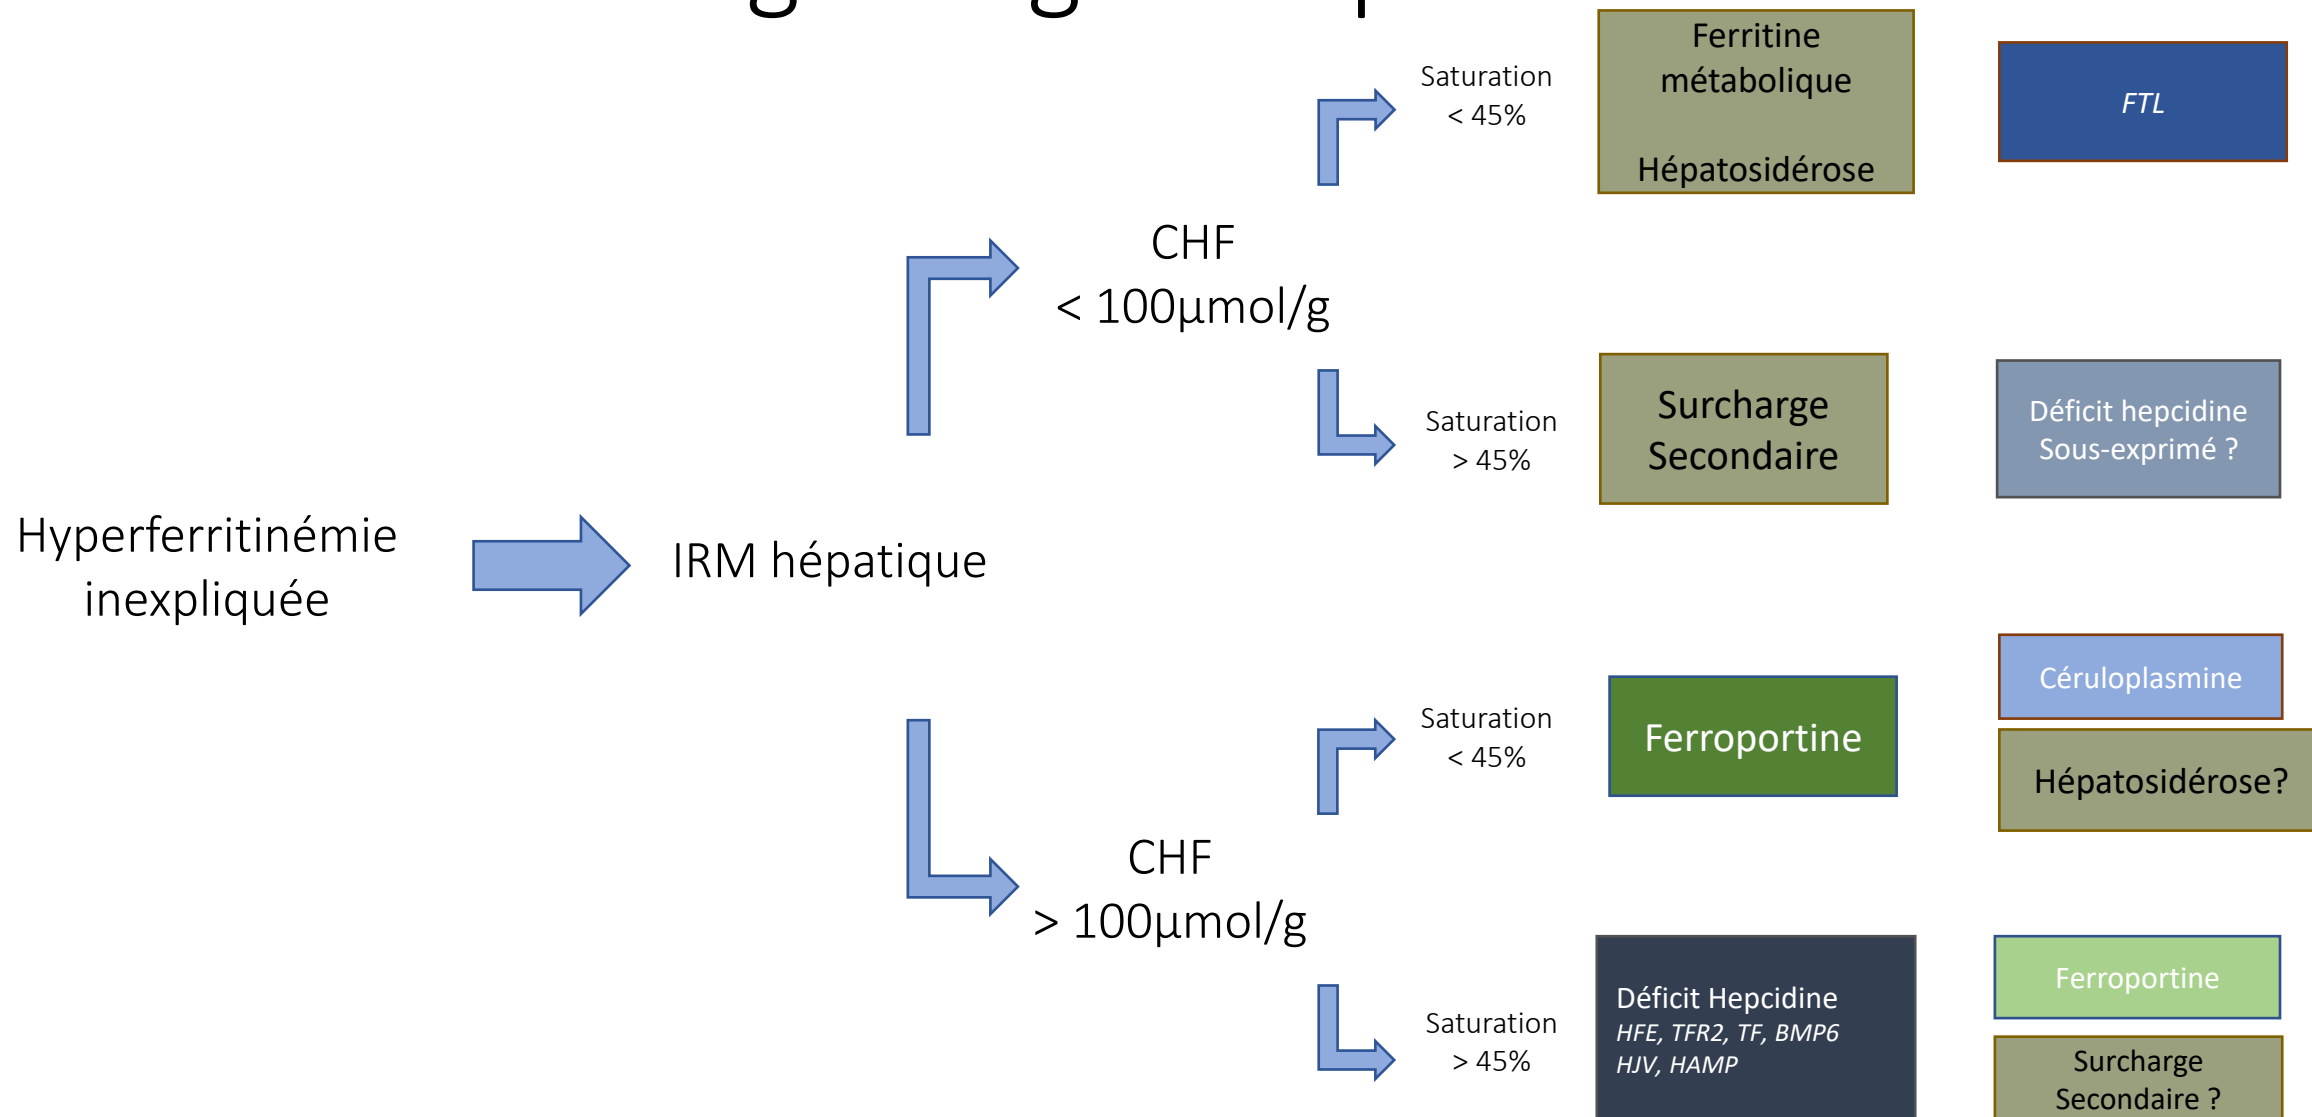 Saturation
< 45%
Ferritine
métabolique
Hépatosidérose
FTL
CHF
< 100µmol/g
Saturation
> 45%
Surcharge
Secondaire
Déficit hepcidine
Sous-exprimé ?
Hyperferritinémie
inexpliquée
IRM hépatique
Saturation
< 45%
Ferroportine
Céruloplasmine
Hépatosidérose?
CHF
> 100µmol/g
Saturation
> 45%
Déficit Hepcidine
HFE, TFR2, TF, BMP6
HJV, HAMP
Ferroportine
Surcharge
Secondaire ?